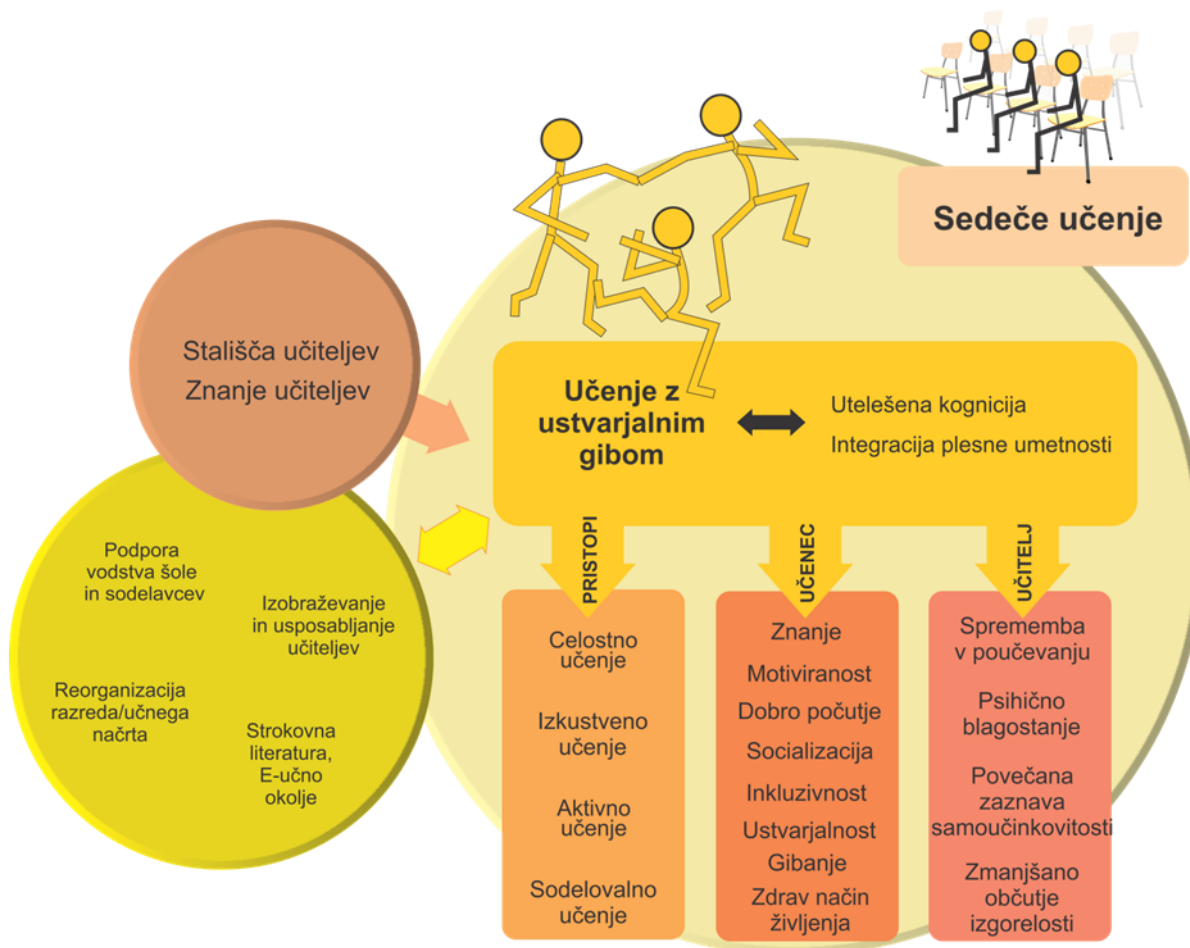 Sedeče učenje
Stališča učiteljev
Znanje učiteljev
Učenje z
ustvarjalnim
gibom
Utelešena kognicija
Integracija plesne umetnosti
Podpora
vodstva šole
in sodelavcev
Izobraževanje
in usposabljanje
učiteljev
Reorganizacija
razreda/učnega
načrta
Strokovna
literatura,
E-učno
okolje
PRISTOPI
Celostno
učenje
Izkustveno
učenje
Aktivno
učenje
Sodelovalno
učenje
UČENEC
Znanje
Motiviranost
Dobro počutje
Socializacija
Inkluzivnost
Ustvarjalnost
Gibanje
Zdrav način
življenja
UČITELJ
Sprememba
v poučevanju
Psihično
blagostanje
Povečana
zaznava
samoučinkovitosti
Zmanjšano
občutje
izgorelosti